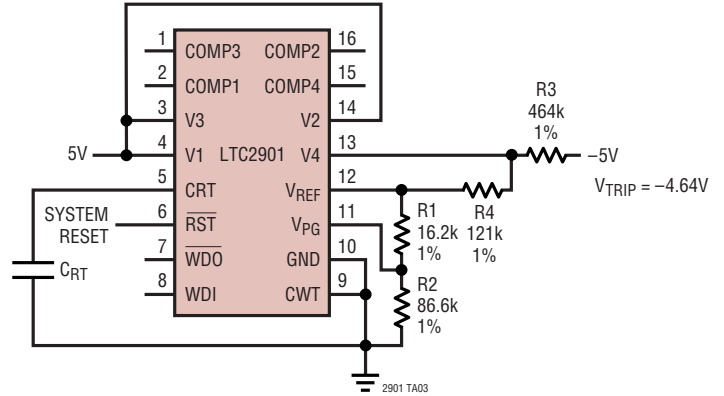 1 COMP3 COMP2 16
2 COMP1 COMP4 15
3 V3 V2 14
5V 4 V1 LTC2901 V4 13
5 CRT VREF 12
SYSTEM RESET 6 RST VPG 11
7 WDO GND 10
8 WDI CWT 9
CRT
R3
464k
1%
–5V
VTRIP = –4.64V
R4
121k
1%
R1
16.2k
1%
R2
86.6k
1%
2901 TA03